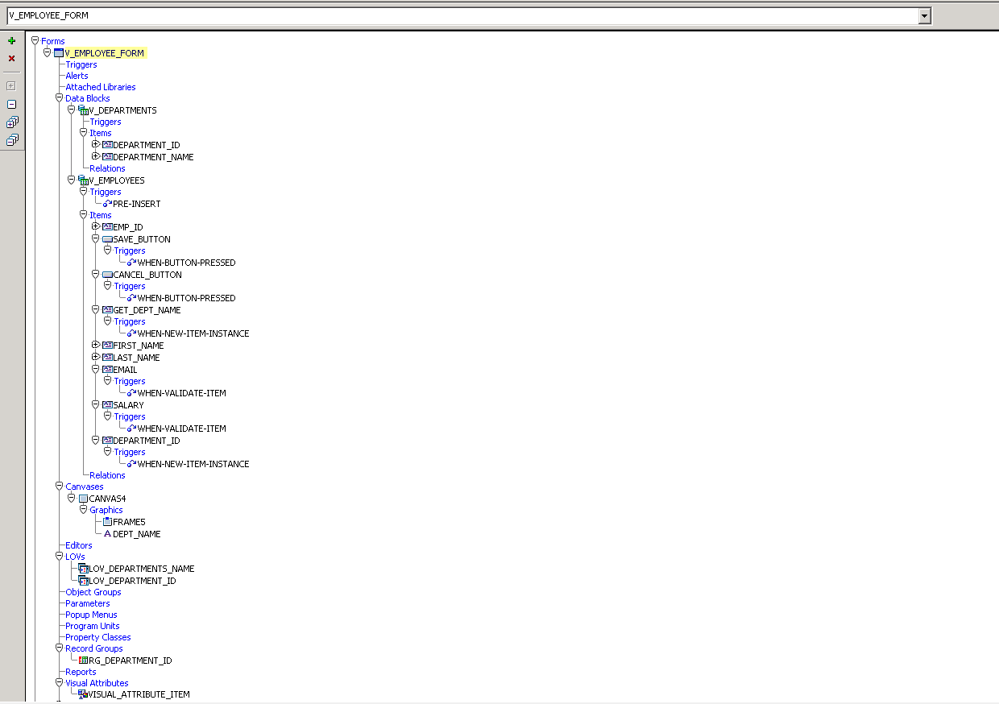 V_EMPLOYEE_FORM
Forms
V_EMPLOYEE_FORM
Triggers
Alerts
Attached Libraries
Data Blocks
V_DEPARTMENTS
Triggers
Items
DEPARTMENT_ID
DEPARTMENT_NAME
Relations
V_EMPLOYEES
Triggers
PRE-INSERT
Items
EMP_ID
SAVE_BUTTON
Triggers
WHEN-BUTTON-PRESSED
CANCEL_BUTTON
Triggers
WHEN-BUTTON-PRESSED
GET_DEPT_NAME
Triggers
WHEN-NEW-ITEM-INSTANCE
FIRST_NAME
LAST_NAME
EMAIL
Triggers
WHEN-VALIDATE-ITEM
SALARY
Triggers
WHEN-VALIDATE-ITEM
DEPARTMENT_ID
Triggers
WHEN-NEW-ITEM-INSTANCE
Relations
Canvases
CANVAS4
Graphics
FRAME5
DEPT_NAME
Editors
LOVs
LOV_DEPARTMENTS_NAME
LOV_DEPARTMENT_ID
Object Groups
Parameters
Popup Menus
Program Units
Property Classes
Record Groups
RG_DEPARTMENT_ID
Reports
Visual Attributes
VISUAL_ATTRIBUTE_ITEM